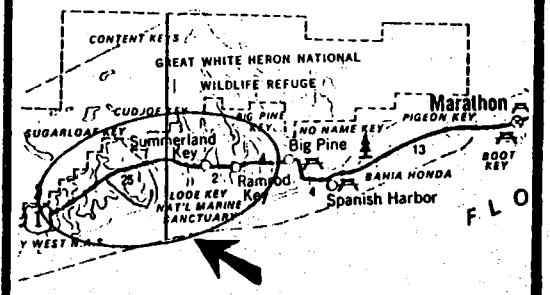 CONTENT KEYS
GREAT WHITE HERON NATIONAL
WILDLIFE REFUGE
Marathon
CUDJOE KEY
BIG PINE
KEY
NO NAME KEY
PIGEON KEY
SUGARLOAF KEY
Summerland
Key
7
Big Pine
13
BOOT
KEY
2
Ramrod
Key
4
BAHIA HONDA
Spanish Harbor
LOOE KEY
NAT'L MARINE
SANCTUARY
FLO
Y WEST N.A.S.